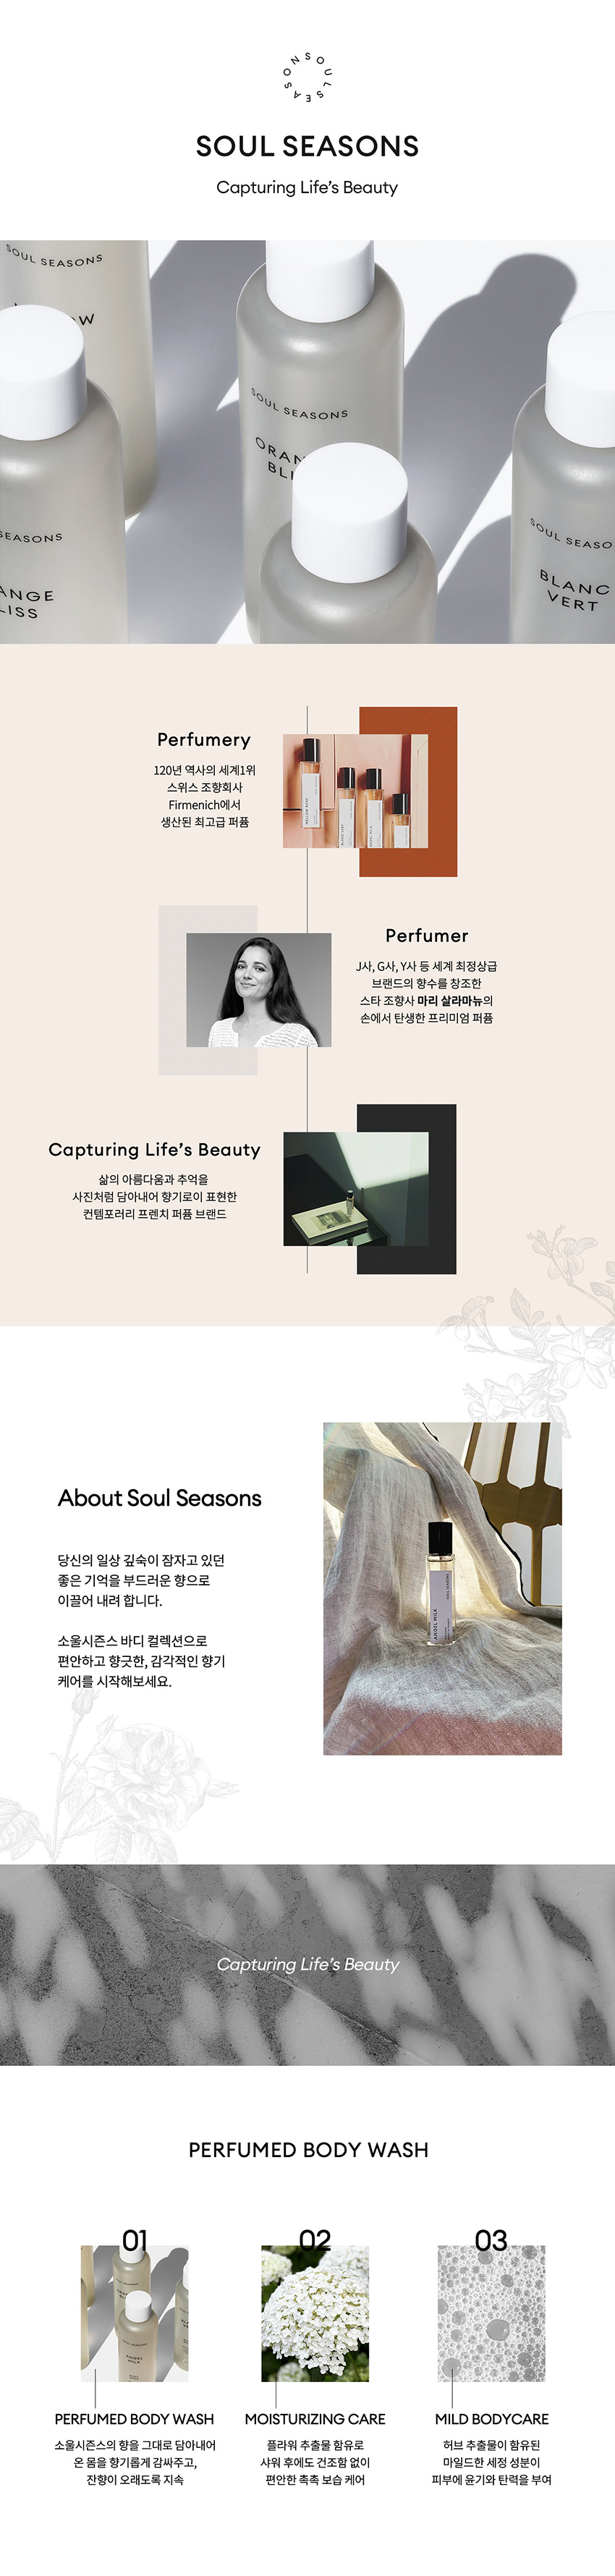 SOULSEASON
SOUL SEASONS
Capturing Life's Beauty
SOUL SEASONS
SOUL SEASONS
SEASONS
ANGE
LISS
SOUL SEASO
BLANC
VERT
Perfumery
120년 역사의 세계1위
스위스 조향회사
Firmenich에서
생산된 최고급 퍼퓸
Perfumer
J사, G사, Y사 등 세계 최정상급
브랜드의 향수를 창조한
스타 조향사 마리 살라마뉴의
손에서 탄생한 프리미엄 퍼퓸
Capturing Life's Beauty
삶의 아름다움과 추억을
사진처럼 담아내어 향기로이 표현한
컨템포러리 프렌치 퍼퓸 브랜드
About Soul Seasons
당신의 일상 깊숙이 잠자고 있던
좋은 기억을 부드러운 향으로
이끌어 내려 합니다.
소울시즌스 바디 컬렉션으로
편안하고 향긋한, 감각적인 향기
케어를 시작해보세요.
ANGEL MILK
SOUL SEASONS
Capturing Life's Beauty
PERFUMED BODY WASH
01
02
03
PERFUMED BODY WASH
소울시즌스의 향을 그대로 담아내어
온 몸을 향기롭게 감싸주고,
잔향이 오래도록 지속
MOISTURIZING CARE
플라워 추출물 함유로
샤워 후에도 건조함 없이
편안한 촉촉 보습 케어
MILD BODYCARE
허브 추출물이 함유된
마일드한 세정 성분이
피부에 윤기와 탄력을 부여